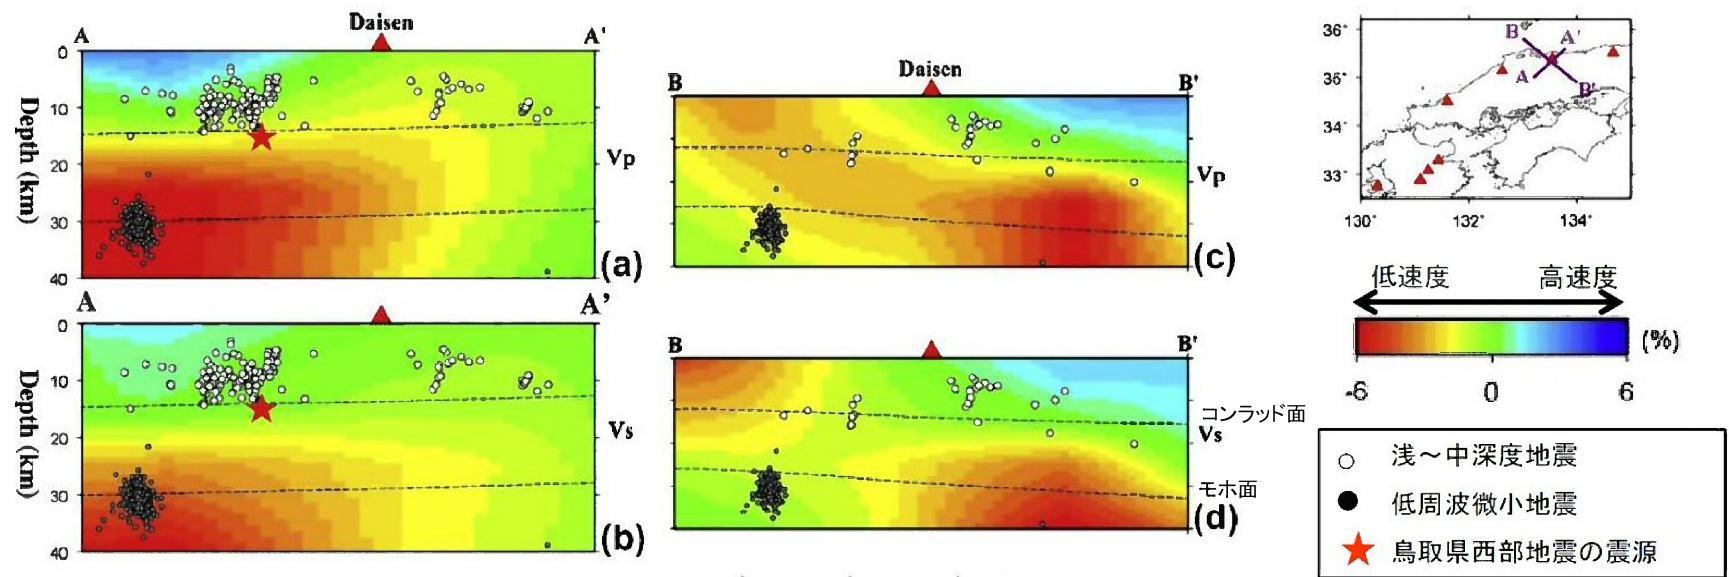 A Daisen A'
0
10
20
30
40
Depth (km)
Vp
(a)
A A'
0
10
20
30
40
Depth (km)
Vs
(b)
B Daisen B'
Vp
(c)
B B'
コンラッド面
Vs
モホ面
(d)
36°
35°
34°
33°
130° 132° 134°
B A'
A B'
低速度 高速度
(%)
-6 0 6
浅～中深度地震
低周波微小地震
鳥取県西部地震の震源